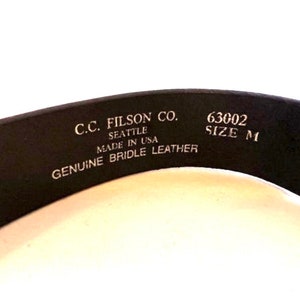 C.C. FILSON CO.
SEATTLE
MADE IN USA
GENUINE BRIDLE LEATHER
63002
SIZE M